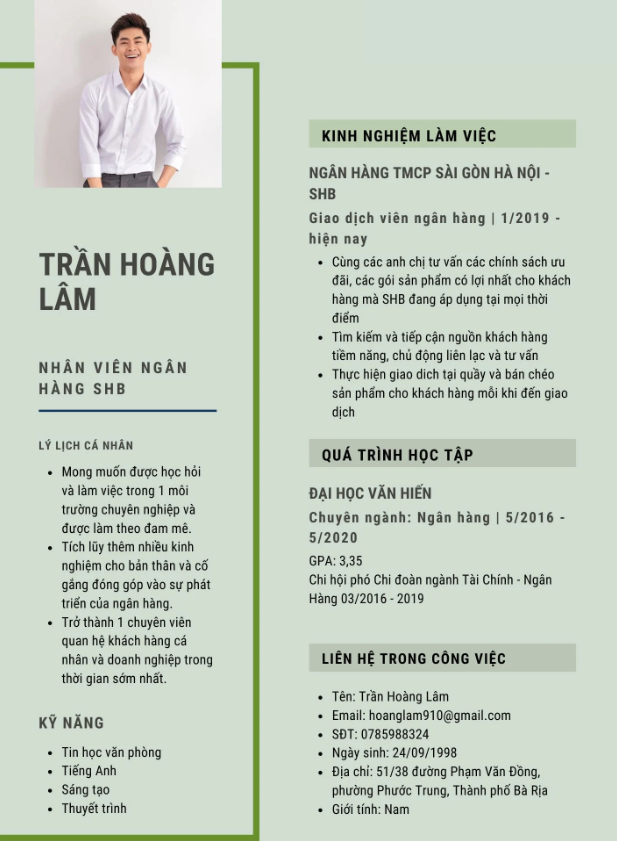 TRẦN HOÀNG
LÂM
NHÂN VIÊN NGÂN
HÀNG SHB
LÝ LỊCH CÁ NHÂN
• Mong muốn được học hỏi
và làm việc trong 1 môi
trường chuyên nghiệp và
được làm theo đam mê.
• Tích lũy thêm nhiều kinh
nghiệm cho bản thân và cố
gắng đóng góp vào sự phát
triển của ngân hàng.
• Trở thành 1 chuyên viên
quan hệ khách hàng cá
nhân và doanh nghiệp trong
thời gian sớm nhất.
KỸ NĂNG
• Tin học văn phòng
• Tiếng Anh
• Sáng tạo
• Thuyết trình
KINH NGHIỆM LÀM VIỆC
NGÂN HÀNG TMCP SÀI GÒN HÀ NỘI -
SHB
Giao dịch viên ngân hàng | 1/2019 -
hiện nay
• Cùng các anh chị tư vấn các chính sách ưu
đãi, các gói sản phẩm có lợi nhất cho khách
hàng mà SHB đang áp dụng tại mọi thời
điểm
• Tìm kiếm và tiếp cận nguồn khách hàng
tiềm năng, chủ động liên lạc và tư vấn
• Thực hiện giao dich tại quầy và bán chéo
sản phẩm cho khách hàng mỗi khi đến giao
dịch
QUÁ TRÌNH HỌC TẬP
ĐẠI HỌC VĂN HIẾN
Chuyên ngành: Ngân hàng | 5/2016 -
5/2020
GPA: 3,35
Chi hội phó Chi đoàn ngành Tài Chính - Ngân
Hàng 03/2016 - 2019
LIÊN HỆ TRONG CÔNG VIỆC
• Tên: Trần Hoàng Lâm
• Email: hoanglam910@gmail.com
• SĐT: 0785988324
• Ngày sinh: 24/09/1998
• Địa chỉ: 51/38 đường Phạm Văn Đồng,
phường Phước Trung, Thành phố Bà Rịa
• Giới tính: Nam